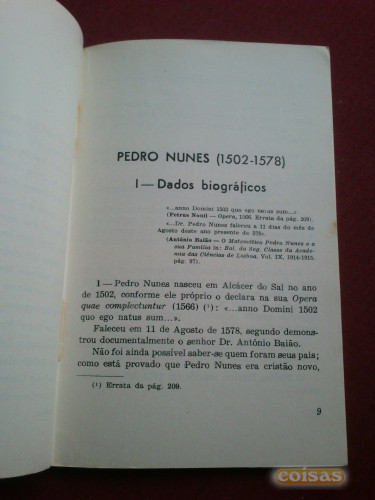 PEDRO NUNES (1502-1578)
I — Dados biográficos
«...anno Domini 1502 quo ego natus sum...»
(Petrus Nonii — Opera, 1566. Errata da pág. 209).
«...Dr. Pedro Nunes faleceu a 11 dias do mês de
Agosto deste ano presente de 578».
(António Baião — O Matemático Pedro Nunes e a
sua Família in: Bol. da Seg. Classe da Acade-
mia das Ciências de Lisboa. Vol. IX, 1914-1915.
pág. 97).
1 — Pedro Nunes nasceu em Alcácer do Sal no ano
de 1502, conforme ele próprio o declara na sua Opera
quae complectuntur (1566) (¹): «...anno Domini 1502
quo ego natus sum...».
Faleceu em 11 de Agosto de 1578, segundo demons-
trou documentalmente o senhor Dr. António Baião.
Não foi ainda possível saber-se quem foram seus pais;
como está provado que Pedro Nunes era cristão novo,
(¹) Errata da pág. 209.
9
coisas